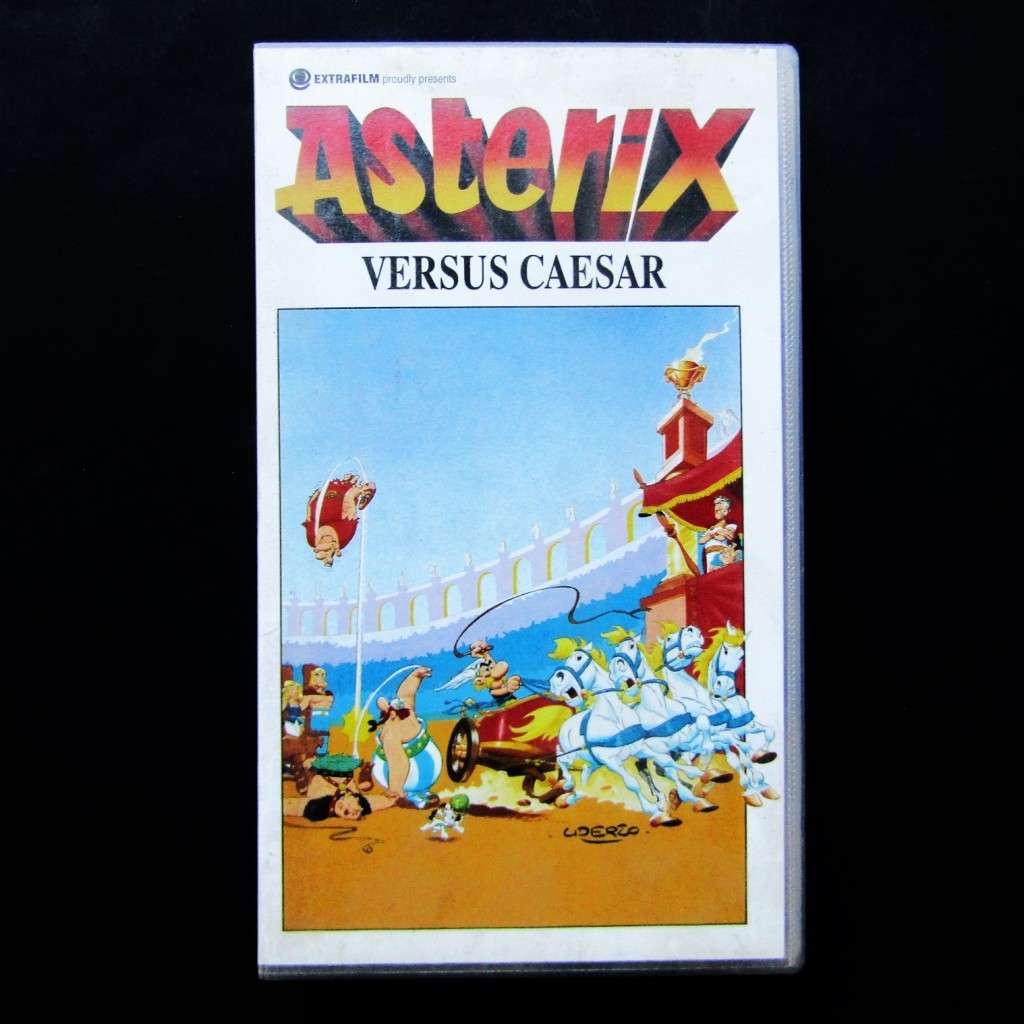 EXTRAFILM proudly presents
Asterix
VERSUS CAESAR
UDERZO